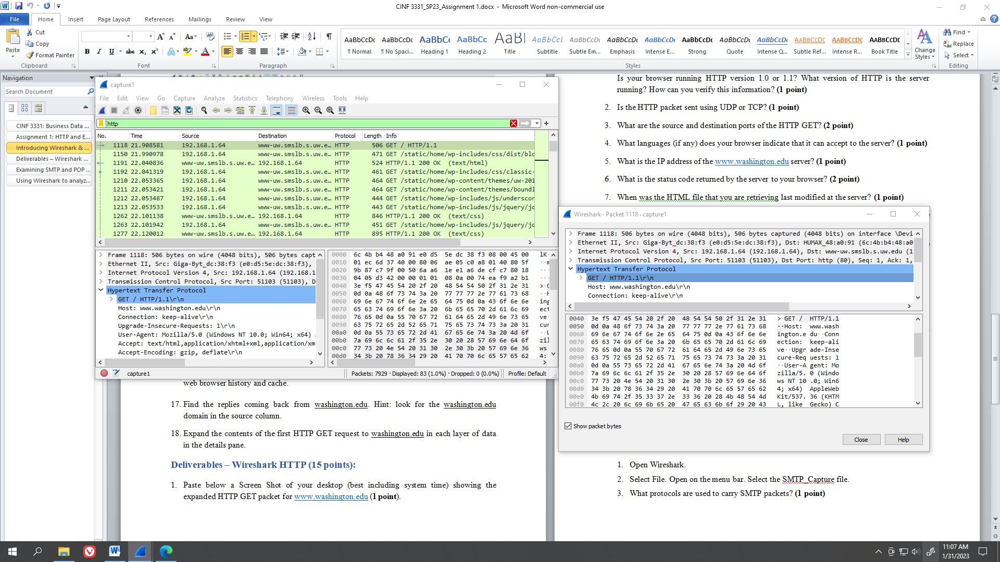 CINF 3331_SP23_Assignment 1.docx - Microsoft Word non-commercial use
File Home Insert Page Layout References Mailings Review View
Paste
Cut
Copy
Format Painter
Clipboard
Font
Paragraph
AaBbCcDc AaBbCcDc AaBbCc AaBbCc AaBl AaBbCcL AaBbCcDc AaBbCcDc AaBbCcDc AaBbCcDc AaBbCcDc AaBbCcDc AABBCCDE AABBCCDE AABBCCDE
¶ Normal ¶ No Spaci... Heading 1 Heading 2 Title Subtitle Subtle Em... Emphasis Intense E... Strong Quote Intense Q... Subtle Ref... Intense R... Book Title
Styles
Change
Styles
Find
Replace
Select
Editing
Navigation
Search Document
CINF 3331: Business Data ...
Assignment 1: HTTP and E...
Introducing Wireshark & ...
Deliverables – Wireshark ...
Examining SMTP and POP ...
Using Wireshark to analyz...
capture1
File Edit View Go Capture Analyze Statistics Telephony Wireless Tools Help
http
No. Time Source Destination Protocol Length Info
1118 21.908581 192.168.1.64 www-uw.smslb.s.uw.e... HTTP 506 GET / HTTP/1.1
1150 21.990978 192.168.1.64 www-uw.smslb.s.uw.e... HTTP 471 GET /static/home/wp-includes/css/dist/blo
1191 22.040836 www-uw.smslb.s.uw.e... 192.168.1.64 HTTP 524 HTTP/1.1 200 OK (text/html)
1192 22.041319 192.168.1.64 www-uw.smslb.s.uw.e... HTTP 461 GET /static/home/wp-includes/css/classic-
1210 22.053365 192.168.1.64 www-uw.smslb.s.uw.e... HTTP 464 GET /static/home/wp-content/themes/uw-201
1211 22.053421 192.168.1.64 www-uw.smslb.s.uw.e... HTTP 464 GET /static/home/wp-content/themes/boundl
1212 22.053487 192.168.1.64 www-uw.smslb.s.uw.e... HTTP 444 GET /static/home/wp-includes/js/underscor
1213 22.053533 192.168.1.64 www-uw.smslb.s.uw.e... HTTP 443 GET /static/home/wp-includes/js/jquery/jq
1262 22.101138 www-uw.smslb.s.uw.e... 192.168.1.64 HTTP 846 HTTP/1.1 200 OK (text/css)
1263 22.101942 192.168.1.64 www-uw.smslb.s.uw.e... HTTP 451 GET /static/home/wp-includes/js/jquery/jq
1277 22.120012 www-uw.smslb.s.uw.e... 192.168.1.64 HTTP 895 HTTP/1.1 200 OK (text/css)
Frame 1118: 506 bytes on wire (4048 bits), 506 bytes capt
Ethernet II, Src: Giga-Byt_dc:38:f3 (e0:d5:5e:dc:38:f3),
Internet Protocol Version 4, Src: 192.168.1.64 (192.168.1
Transmission Control Protocol, Src Port: 51103 (51103), D
Hypertext Transfer Protocol
GET / HTTP/1.1\r\n
Host: www.washington.edu\r\n
Connection: keep-alive\r\n
Upgrade-Insecure-Requests: 1\r\n
User-Agent: Mozilla/5.0 (Windows NT 10.0; Win64; x64)
Accept: text/html,application/xhtml+xml,application/xm
Accept-Encoding: gzip, deflate\r\n
0000 6c 4b b4 48 a0 91 e0 d5 5e dc 38 f3 08 00 45 00 lK
0010 01 ec 6d 37 40 00 80 06 ae 05 c0 a8 01 40 80 5f
0020 9b 87 c7 9f 00 50 6a a6 1e e1 a6 de cf c7 80 18
0030 04 05 d3 42 00 00 01 01 08 0a 00 74 ea f9 a2 b1
0040 3e f5 47 45 54 20 2f 20 48 54 54 50 2f 31 2e 31
0050 0d 0a 48 6f 73 74 3a 20 77 77 77 2e 77 61 73 68
0060 69 6e 67 74 6f 6e 2e 65 64 75 0d 0a 43 6f 6e 6e ing
0070 65 63 74 69 6f 6e 3a 20 6b 65 65 70 2d 61 6c 69 ect
0080 76 65 0d 0a 55 70 67 72 61 64 65 2d 49 6e 73 65 ve
0090 63 75 72 65 2d 52 65 71 75 65 73 74 73 3a 20 31 cur
00a0 0d 0a 55 73 65 72 2d 41 67 65 6e 74 3a 20 4d 6f
00b0 7a 69 6c 6c 61 2f 35 2e 30 20 28 57 69 6e 64 6f zil
00c0 77 73 20 4e 54 20 31 30 2e 30 3b 20 57 69 6e 36 ws
00d0 34 3b 20 78 36 34 29 20 41 70 70 6c 65 57 65 62 4;
capture1 Packets: 7929 · Displayed: 83 (1.0%) · Dropped: 0 (0.0%) Profile: Default
web browser history and cache.
17. Find the replies coming back from washington.edu. Hint: look for the washington.edu
domain in the source column.
18. Expand the contents of the first HTTP GET request to washington.edu in each layer of data
in the details pane.
Deliverables – Wireshark HTTP (15 points):
1. Paste below a Screen Shot of your desktop (best including system time) showing the
expanded HTTP GET packet for www.washington.edu (1 point).
Is your browser running HTTP version 1.0 or 1.1? What version of HTTP is the server
running? How can you verify this information? (1 point)
2. Is the HTTP packet sent using UDP or TCP? (1 point)
3. What are the source and destination ports of the HTTP GET? (2 point)
4. What languages (if any) does your browser indicate that it can accept to the server? (1 point)
5. What is the IP address of the www.washington.edu server? (1 point)
6. What is the status code returned by the server to your browser? (2 point)
7. When was the HTML file that you are retrieving last modified at the server? (1 point)
Wireshark · Packet 1118 · capture1
Frame 1118: 506 bytes on wire (4048 bits), 506 bytes captured (4048 bits) on interface \Devi
Ethernet II, Src: Giga-Byt_dc:38:f3 (e0:d5:5e:dc:38:f3), Dst: HUMAX_48:a0:91 (6c:4b:b4:48:a0
Internet Protocol Version 4, Src: 192.168.1.64 (192.168.1.64), Dst: www-uw.smslb.s.uw.edu (1
Transmission Control Protocol, Src Port: 51103 (51103), Dst Port: http (80), Seq: 1, Ack: 1,
Hypertext Transfer Protocol
GET / HTTP/1.1\r\n
Host: www.washington.edu\r\n
Connection: keep-alive\r\n
0040 3e f5 47 45 54 20 2f 20 48 54 54 50 2f 31 2e 31 >·GET / HTTP/1.1
0050 0d 0a 48 6f 73 74 3a 20 77 77 77 2e 77 61 73 68 ··Host: www.wash
0060 69 6e 67 74 6f 6e 2e 65 64 75 0d 0a 43 6f 6e 6e ington.e du··Conn
0070 65 63 74 69 6f 6e 3a 20 6b 65 65 70 2d 61 6c 69 ection: keep-ali
0080 76 65 0d 0a 55 70 67 72 61 64 65 2d 49 6e 73 65 ve··Upgr ade-Inse
0090 63 75 72 65 2d 52 65 71 75 65 73 74 73 3a 20 31 cure-Req uests: 1
00a0 0d 0a 55 73 65 72 2d 41 67 65 6e 74 3a 20 4d 6f ··User-A gent: Mo
00b0 7a 69 6c 6c 61 2f 35 2e 30 20 28 57 69 6e 64 6f zilla/5. 0 (Windo
00c0 77 73 20 4e 54 20 31 30 2e 30 3b 20 57 69 6e 36 ws NT 10 .0; Win6
00d0 34 3b 20 78 36 34 29 20 41 70 70 6c 65 57 65 62 4; x64) AppleWeb
00e0 4b 69 74 2f 35 33 37 2e 33 36 20 28 4b 48 54 4d Kit/537. 36 (KHTM
00f0 4c 2c 20 6c 69 6b 65 20 47 65 63 6b 6f 29 20 43 L, like Gecko) C
Show packet bytes
Close Help
1. Open Wireshark.
2. Select File. Open on the menu bar. Select the SMTP_Capture file.
3. What protocols are used to carry SMTP packets? (1 point)
11:07 AM
1/31/2023